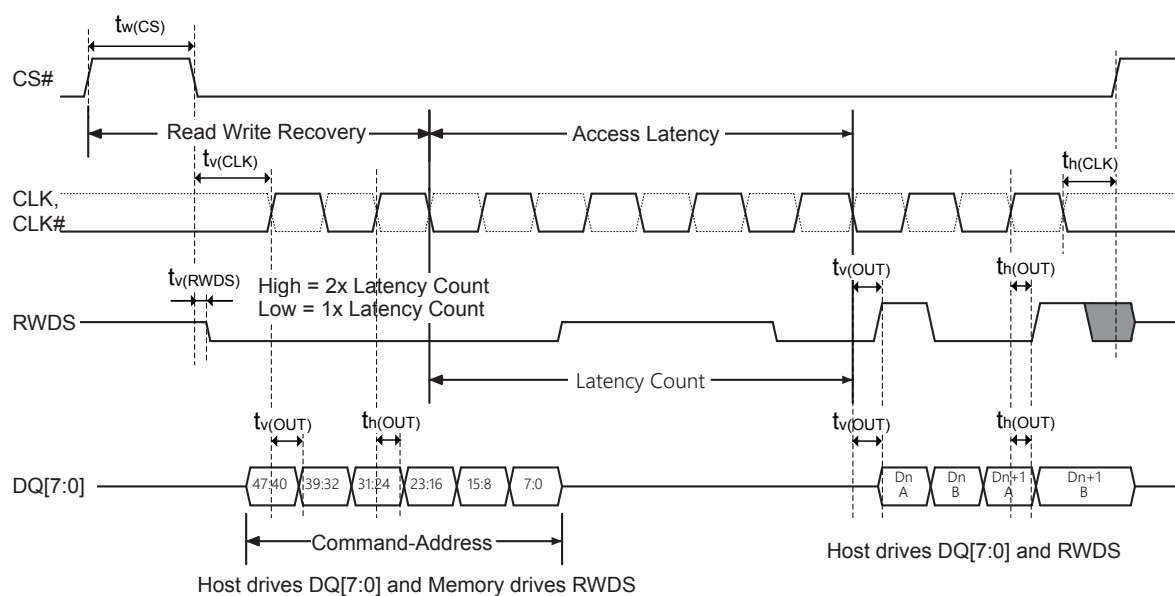 tw(CS)
CS#
Read Write Recovery
Access Latency
tv(CLK)
th(CLK)
CLK,
CLK#
tv(RWDS)
High = 2x Latency Count
Low = 1x Latency Count
tv(OUT)
th(OUT)
RWDS
Latency Count
tv(OUT)
th(OUT)
tv(OUT)
th(OUT)
DQ[7:0]
47:40
39:32
31:24
23:16
15:8
7:0
Dn
A
Dn
B
Dn+1
A
Dn+1
B
Command-Address
Host drives DQ[7:0] and RWDS
Host drives DQ[7:0] and Memory drives RWDS